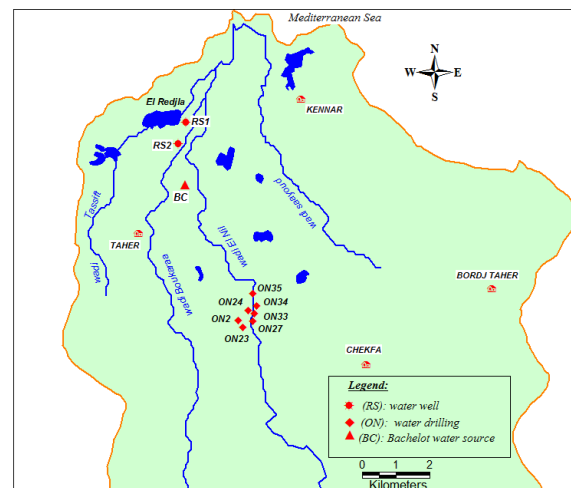 Mediterranean Sea
N
W E
S
El Redjla
KENNAR
RS1
RS2
BC
wadi Tassift
wadi El Nil
wadi saayoud
TAHER
wadi Boukaraa
BORDJ TAHER
ON35
ON24 ON34
ON2 ON33
ON27
ON23
CHEKFA
Legend:
(RS): water well
(ON): water drilling
(BC): Bachelot water source
0 1 2
Kilometers